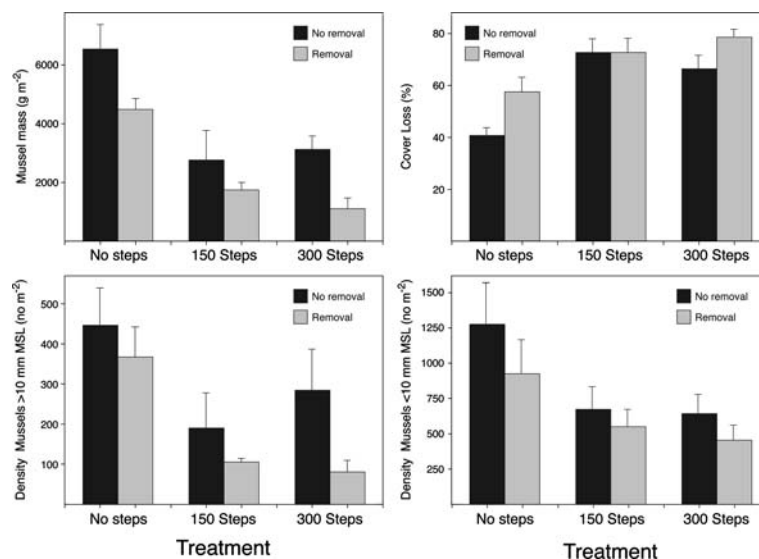 Mussel mass (g m-2)
6000
4000
2000
No removal
Removal
No steps 150 Steps 300 Steps
Cover Loss (%)
80
60
40
20
No removal
Removal
No steps 150 Steps 300 Steps
Density Mussels >10 mm MSL (no m-2)
400
300
200
100
No removal
Removal
No steps 150 Steps 300 Steps
Treatment
Density Mussels <10 mm MSL (no m-2)
1500
1250
1000
750
500
250
No removal
Removal
No steps 150 Steps 300 Steps
Treatment